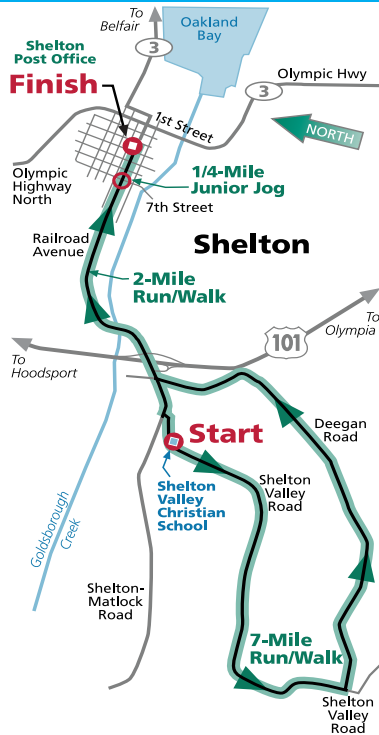 To
Belfair
Oakland
Bay
3
Shelton
Post Office
Finish
Olympic Hwy
3
1st Street
NORTH
Olympic
Highway
North
1/4-Mile
Junior Jog
7th Street
Railroad
Avenue
Shelton
2-Mile
Run/Walk
To
Hoodsport
101
To
Olympia
Start
Deegan
Road
Shelton
Valley
Christian
School
Shelton
Valley
Road
Goldsborough
Creek
Shelton-
Matlock
Road
7-Mile
Run/Walk
Shelton
Valley
Road